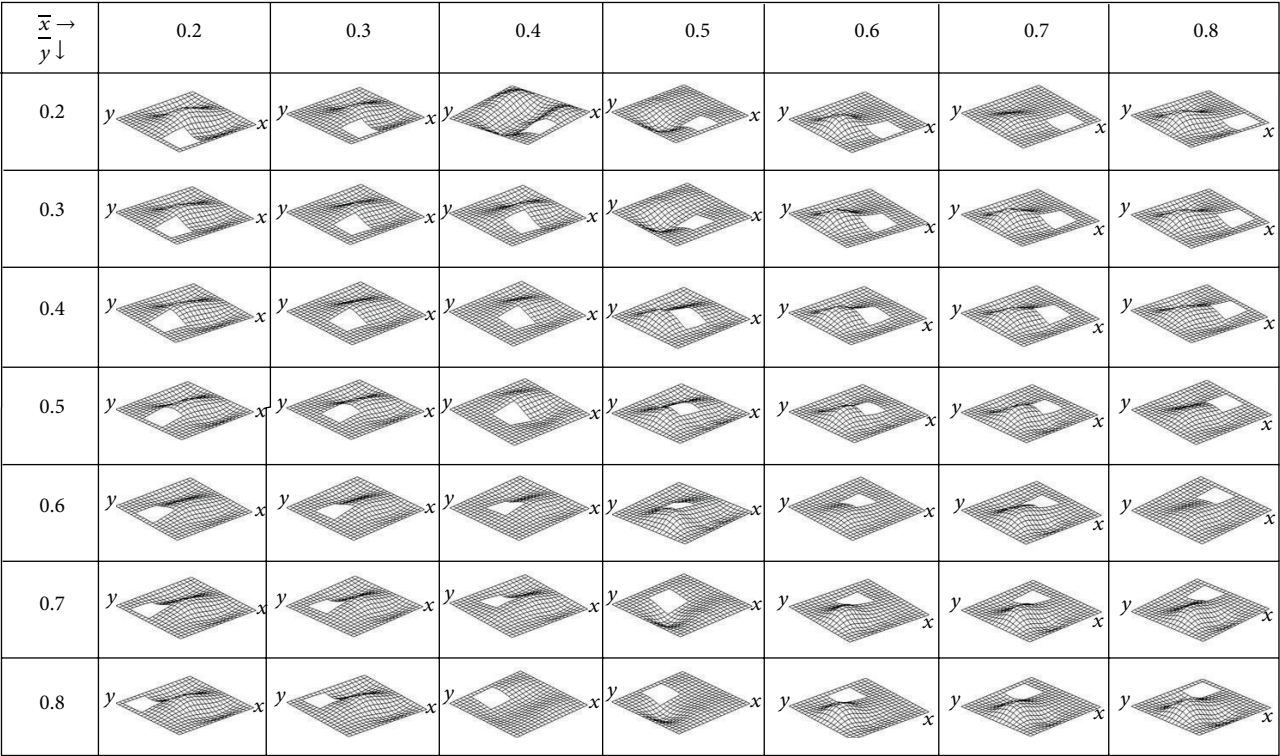 x̅ → 0.2 0.3 0.4 0.5 0.6 0.7 0.8
y̅ ↓
0.2 y x y x y x y x y x y x y x
0.3 y x y x y x y x y x y x y x
0.4 y x y x y x y x y x y x y x
0.5 y x y x y x y x y x y x y x
0.6 y x y x y x y x y x y x y x
0.7 y x y x y x y x y x y x y x
0.8 y x y x y x y x y x y x y x